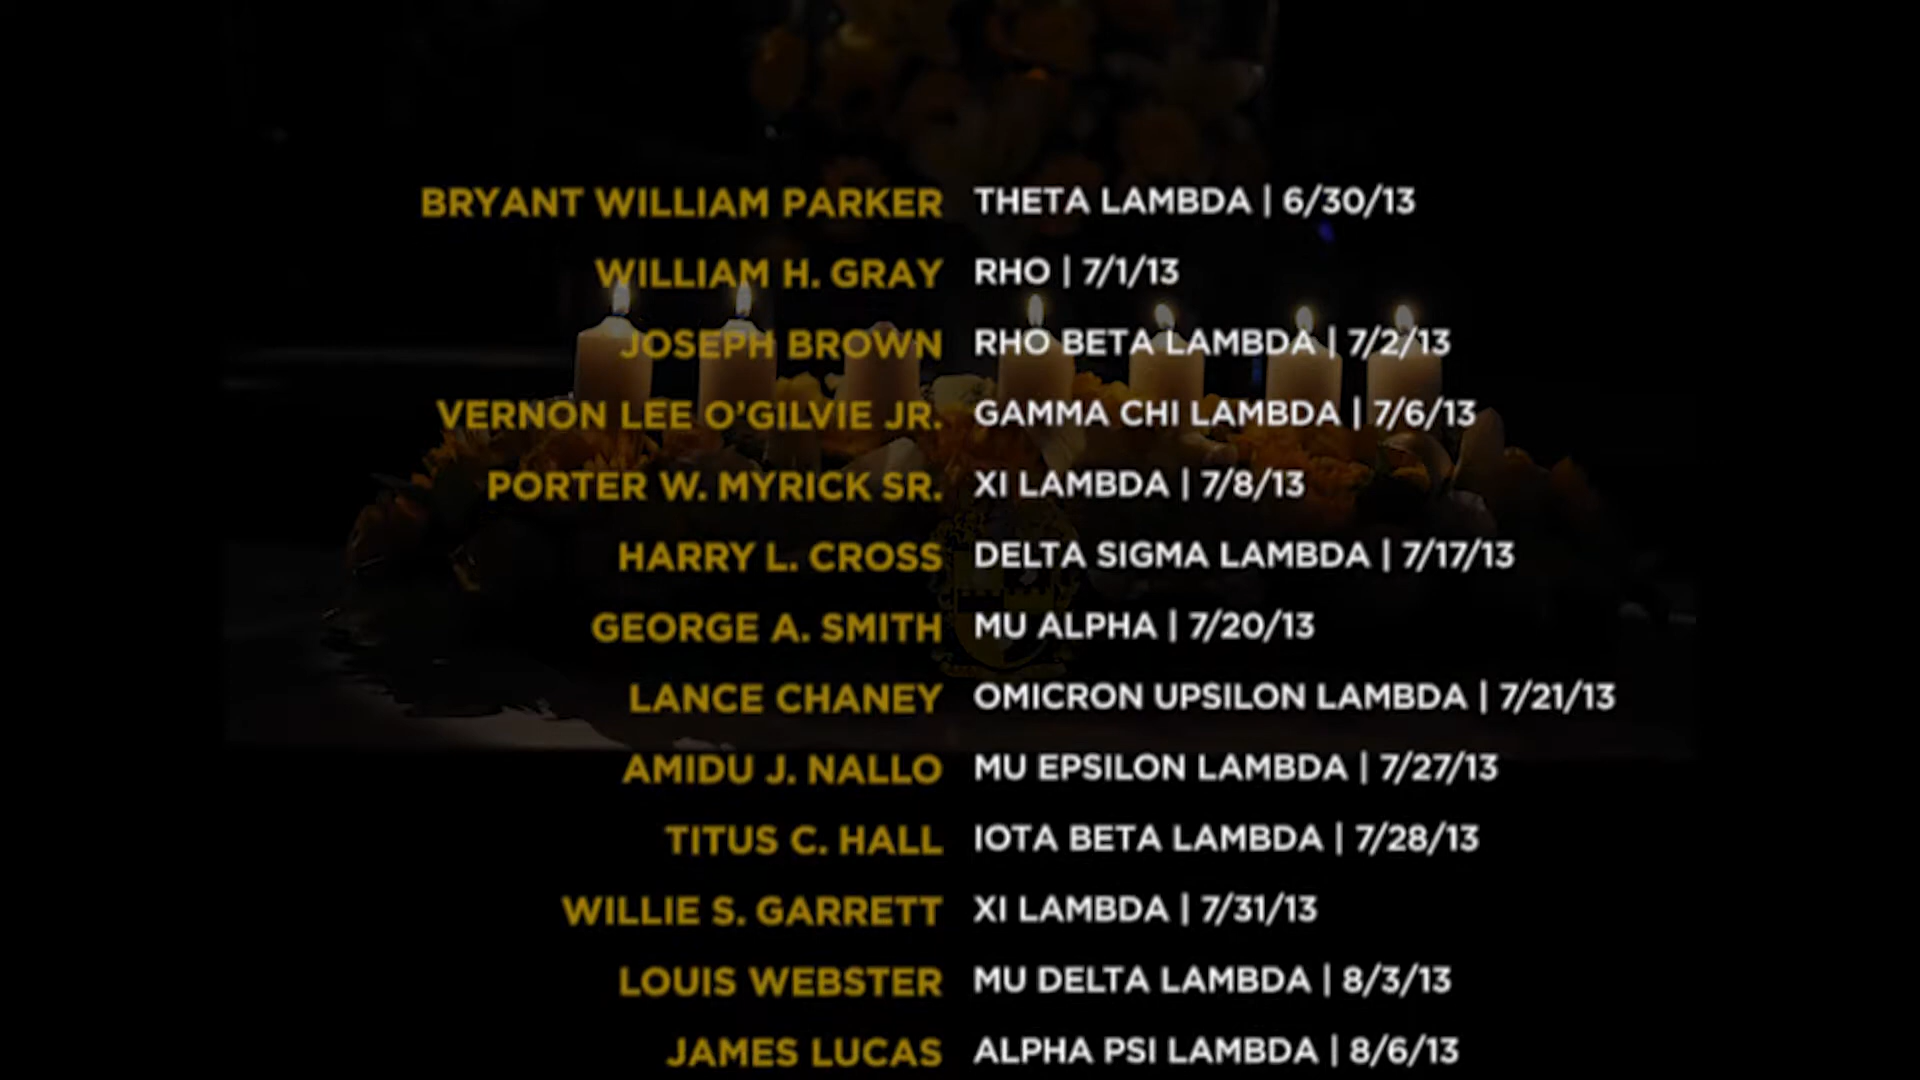 BRYANT WILLIAM PARKER THETA LAMBDA | 6/30/13
WILLIAM H. GRAY RHO | 7/1/13
JOSEPH BROWN RHO BETA LAMBDA | 7/2/13
VERNON LEE O'GILVIE JR. GAMMA CHI LAMBDA | 7/6/13
PORTER W. MYRICK SR. XI LAMBDA | 7/8/13
HARRY L. CROSS DELTA SIGMA LAMBDA | 7/17/13
GEORGE A. SMITH MU ALPHA | 7/20/13
LANCE CHANEY OMICRON UPSILON LAMBDA | 7/21/13
AMIDU J. NALLO MU EPSILON LAMBDA | 7/27/13
TITUS C. HALL IOTA BETA LAMBDA | 7/28/13
WILLIE S. GARRETT XI LAMBDA | 7/31/13
LOUIS WEBSTER MU DELTA LAMBDA | 8/3/13
JAMES LUCAS ALPHA PSI LAMBDA | 8/6/13